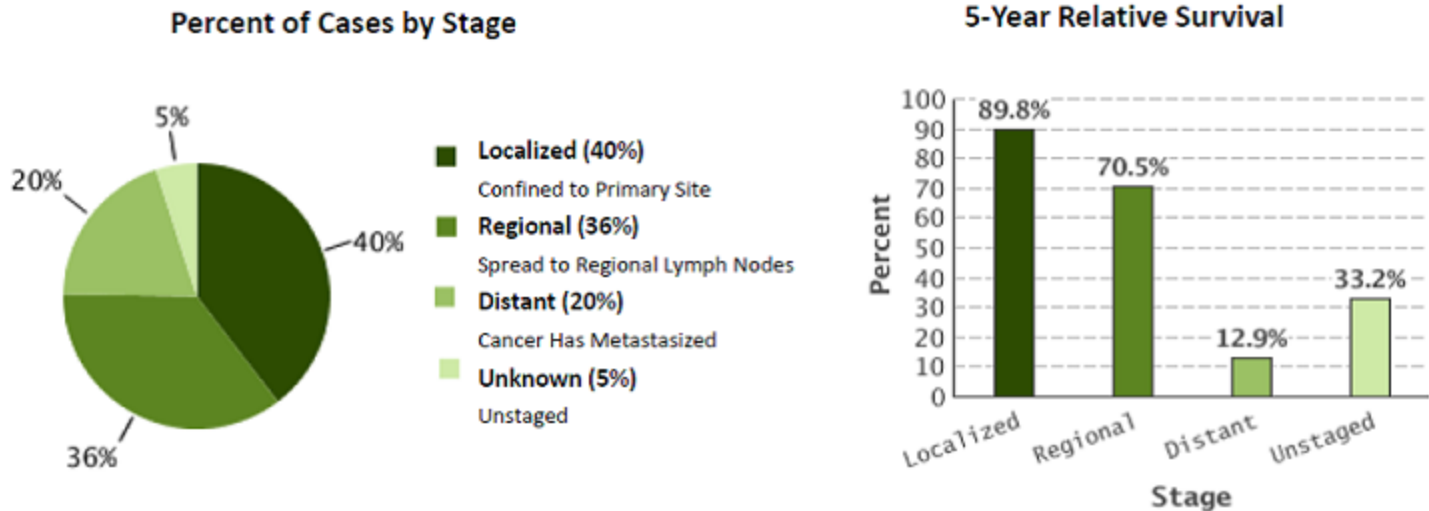 Percent of Cases by Stage
5%
20%
40%
36%
Localized (40%)
Confined to Primary Site
Regional (36%)
Spread to Regional Lymph Nodes
Distant (20%)
Cancer Has Metastasized
Unknown (5%)
Unstaged
5-Year Relative Survival
Percent
100
90
80
70
60
50
40
30
20
10
0
89.8%
70.5%
12.9%
33.2%
Localized
Regional
Distant
Unstaged
Stage